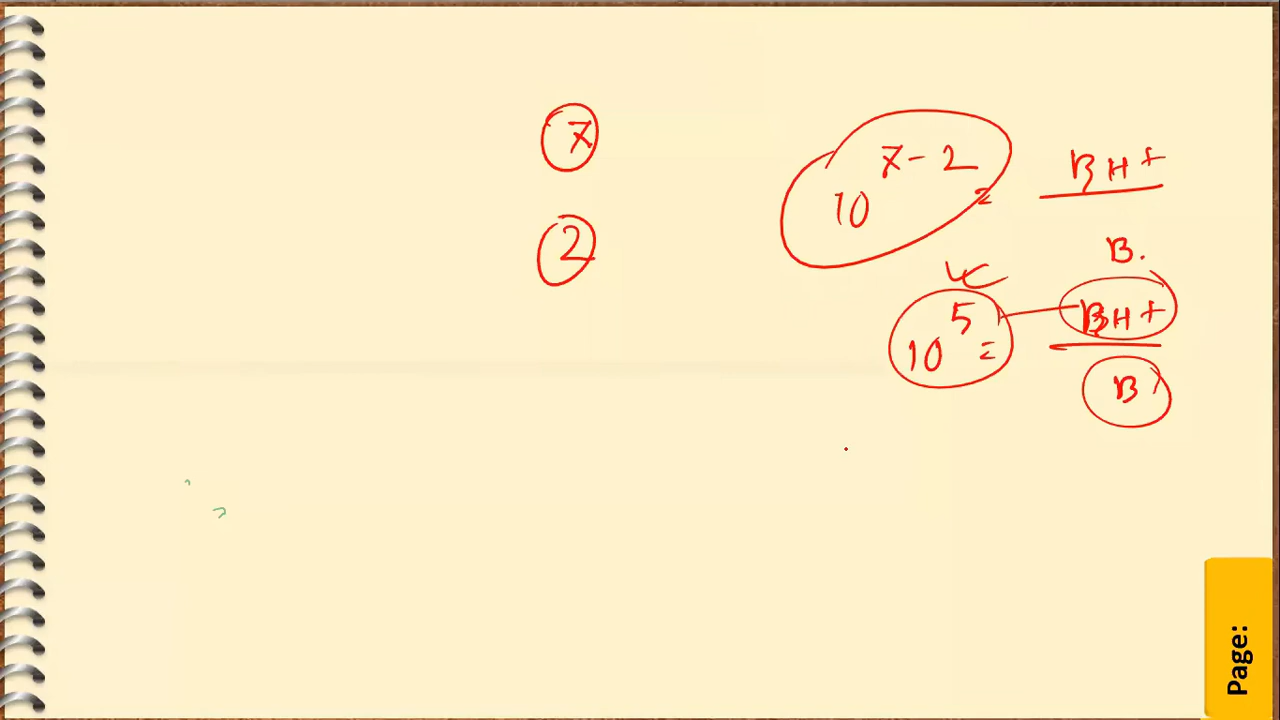 7
2
10^7-2 = BH+
B.
10^5 = BH+
B
Page: